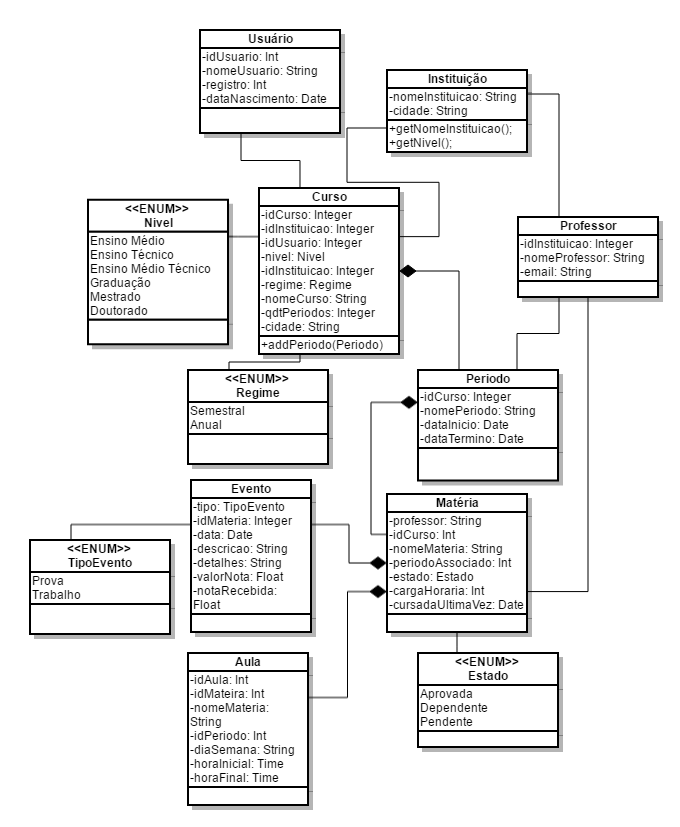 Usuário
-idUsuario: Int
-nomeUsuario: String
-registro: Int
-dataNascimento: Date
Instituição
-nomeInstituicao: String
-cidade: String
+getNomeInstituicao();
+getNivel();
<<ENUM>>
Nivel
Ensino Médio
Ensino Técnico
Ensino Médio Técnico
Graduação
Mestrado
Doutorado
Curso
-idCurso: Integer
-idInstituicao: Integer
-idUsuario: Integer
-nivel: Nivel
-idInstituicao: Integer
-regime: Regime
-nomeCurso: String
-qdtPeriodos: Integer
-cidade: String
+addPeriodo(Periodo)
Professor
-idInstituicao: Integer
-nomeProfessor: String
-email: String
<<ENUM>>
Regime
Semestral
Anual
Periodo
-idCurso: Integer
-nomePeriodo: String
-dataInicio: Date
-dataTermino: Date
Evento
-tipo: TipoEvento
-idMateria: Integer
-data: Date
-descricao: String
-detalhes: String
-valorNota: Float
-notaRecebida:
Float
Matéria
-professor: String
-idCurso: Int
-nomeMateria: String
-periodoAssociado: Int
-estado: Estado
-cargaHoraria: Int
-cursadaUltimaVez: Date
<<ENUM>>
TipoEvento
Prova
Trabalho
Aula
-idAula: Int
-idMateira: Int
-nomeMateria:
String
-idPeriodo: Int
-diaSemana: String
-horaInicial: Time
-horaFinal: Time
<<ENUM>>
Estado
Aprovada
Dependente
Pendente